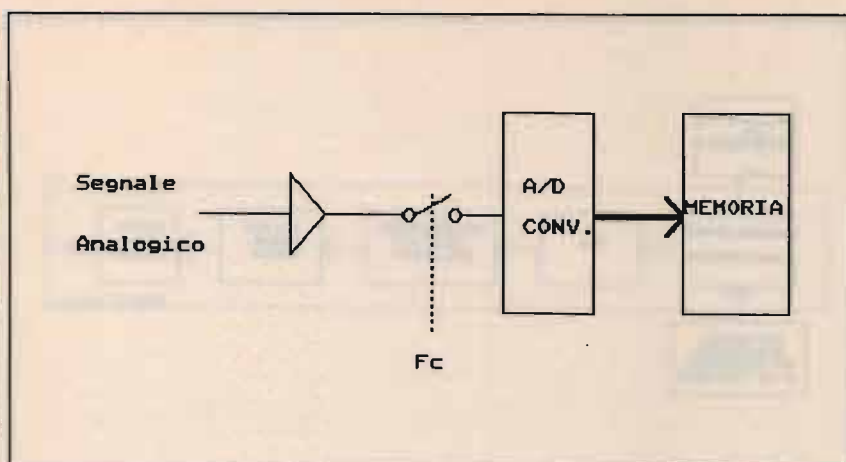 Segnale
Analogico
Fc
A/D
CONV.
MEMORIA